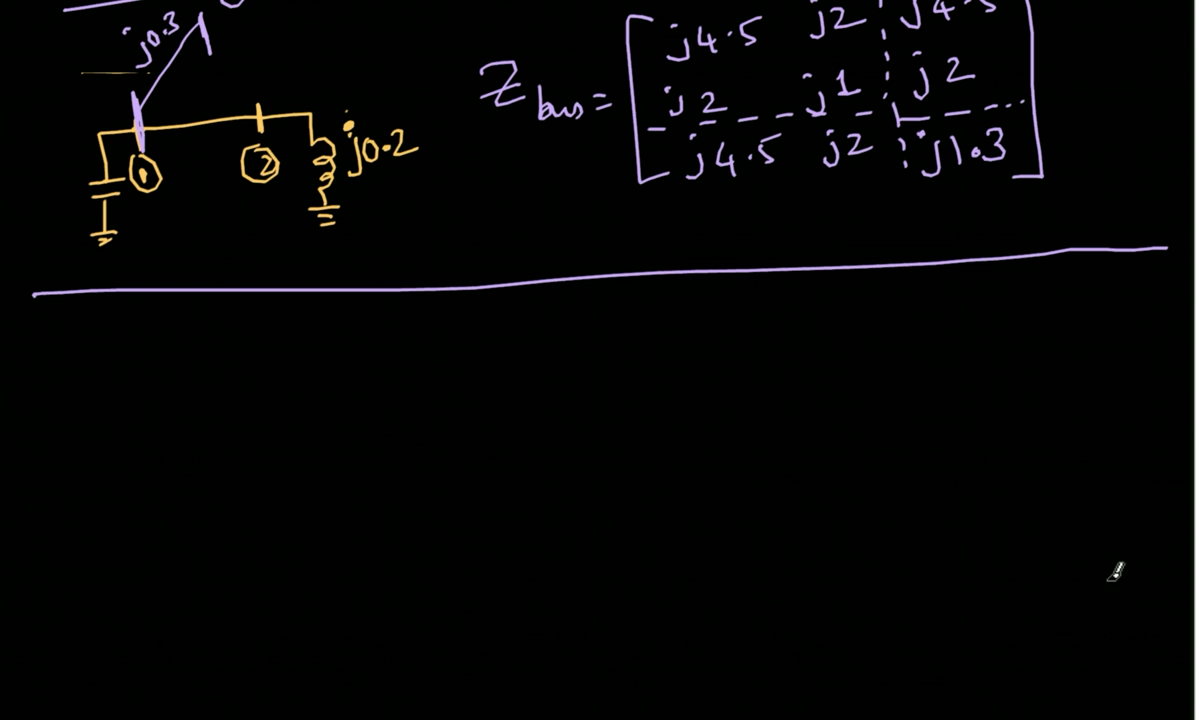 j0.3
j4.5 j2 j4.5
Z bus = j2 j1 j2
j4.5 j2 j1.3
1 2 j0.2